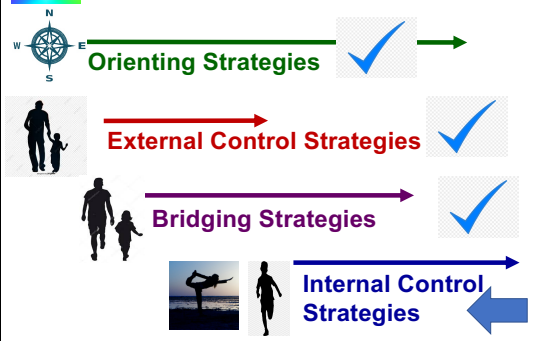 N
W E
S
Orienting Strategies
External Control Strategies
Bridging Strategies
Internal Control
Strategies